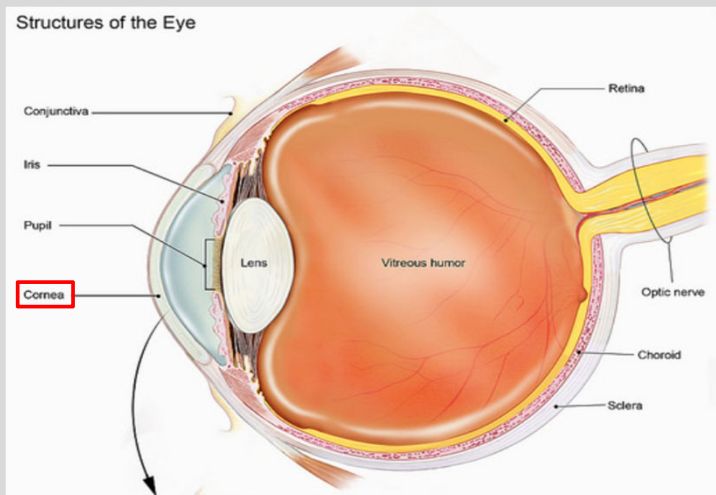 Structures of the Eye
Conjunctiva
Iris
Pupil
Cornea
Lens
Vitreous humor
Retina
Optic nerve
Choroid
Sclera